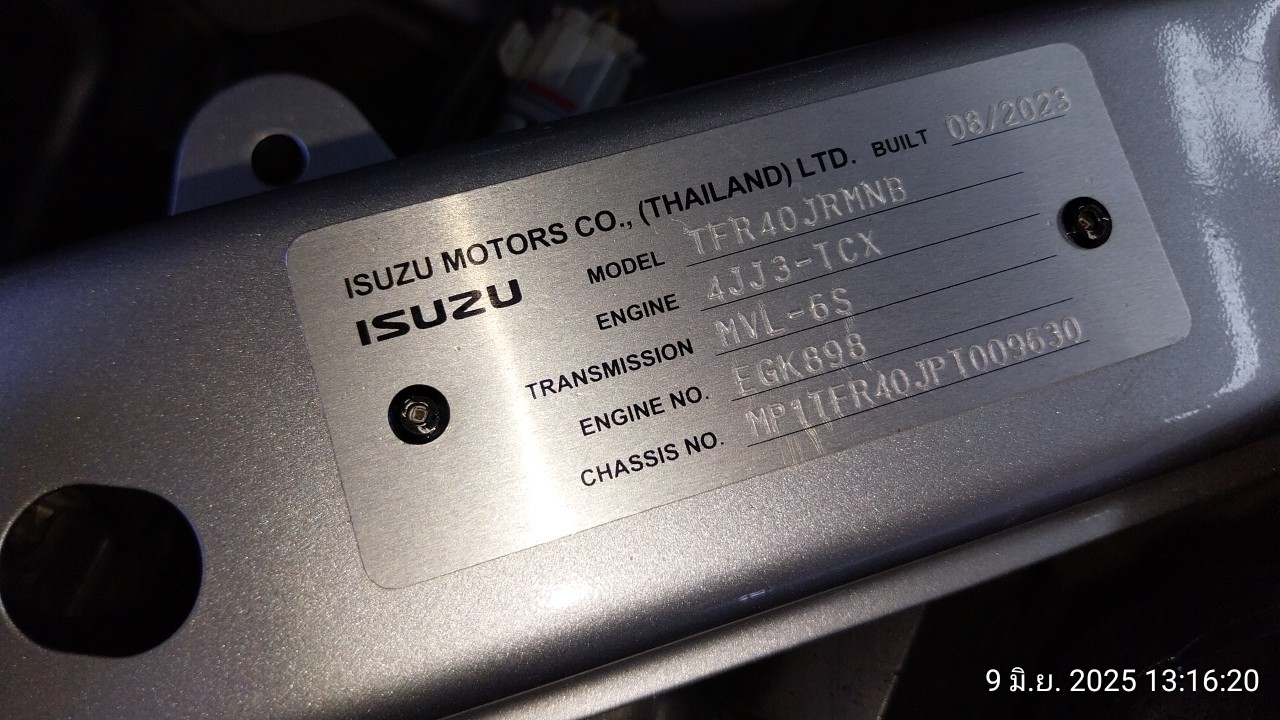 ISUZU MOTORS CO., (THAILAND) LTD. BUILT 08/2023
ISUZU
MODEL TFR40JRMNB
ENGINE 4JJ3-TCX
TRANSMISSION MVL-6S
ENGINE NO. EGK898
CHASSIS NO. MP1TFR40JPT009630
9 มิ.ย. 2025 13:16:20